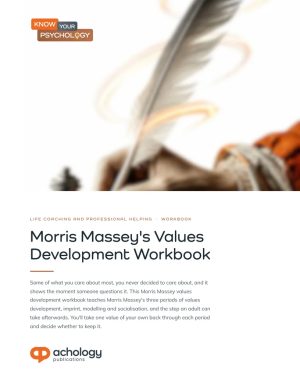 KNOW YOUR
PSYCHOLOGY
LIFE COACHING AND PROFESSIONAL HELPING · WORKBOOK
Morris Massey's Values
Development Workbook
Some of what you care about most, you never decided to care about, and it
shows the moment someone questions it. This Morris Massey values
development workbook teaches Morris Massey's three periods of values
development, imprint, modelling and socialisation, and the step an adult can
take afterwards. You'll take one value of your own back through each period
and decide whether to keep it.
achology
publications